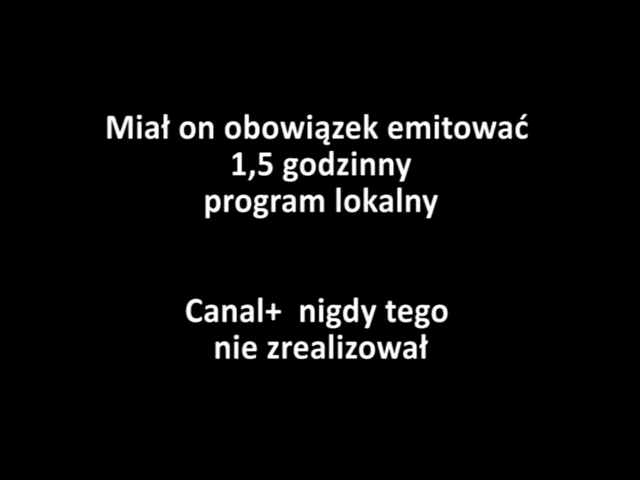 Miał on obowiązek emitować
1,5 godzinny
program lokalny
Canal+ nigdy tego
nie zrealizował